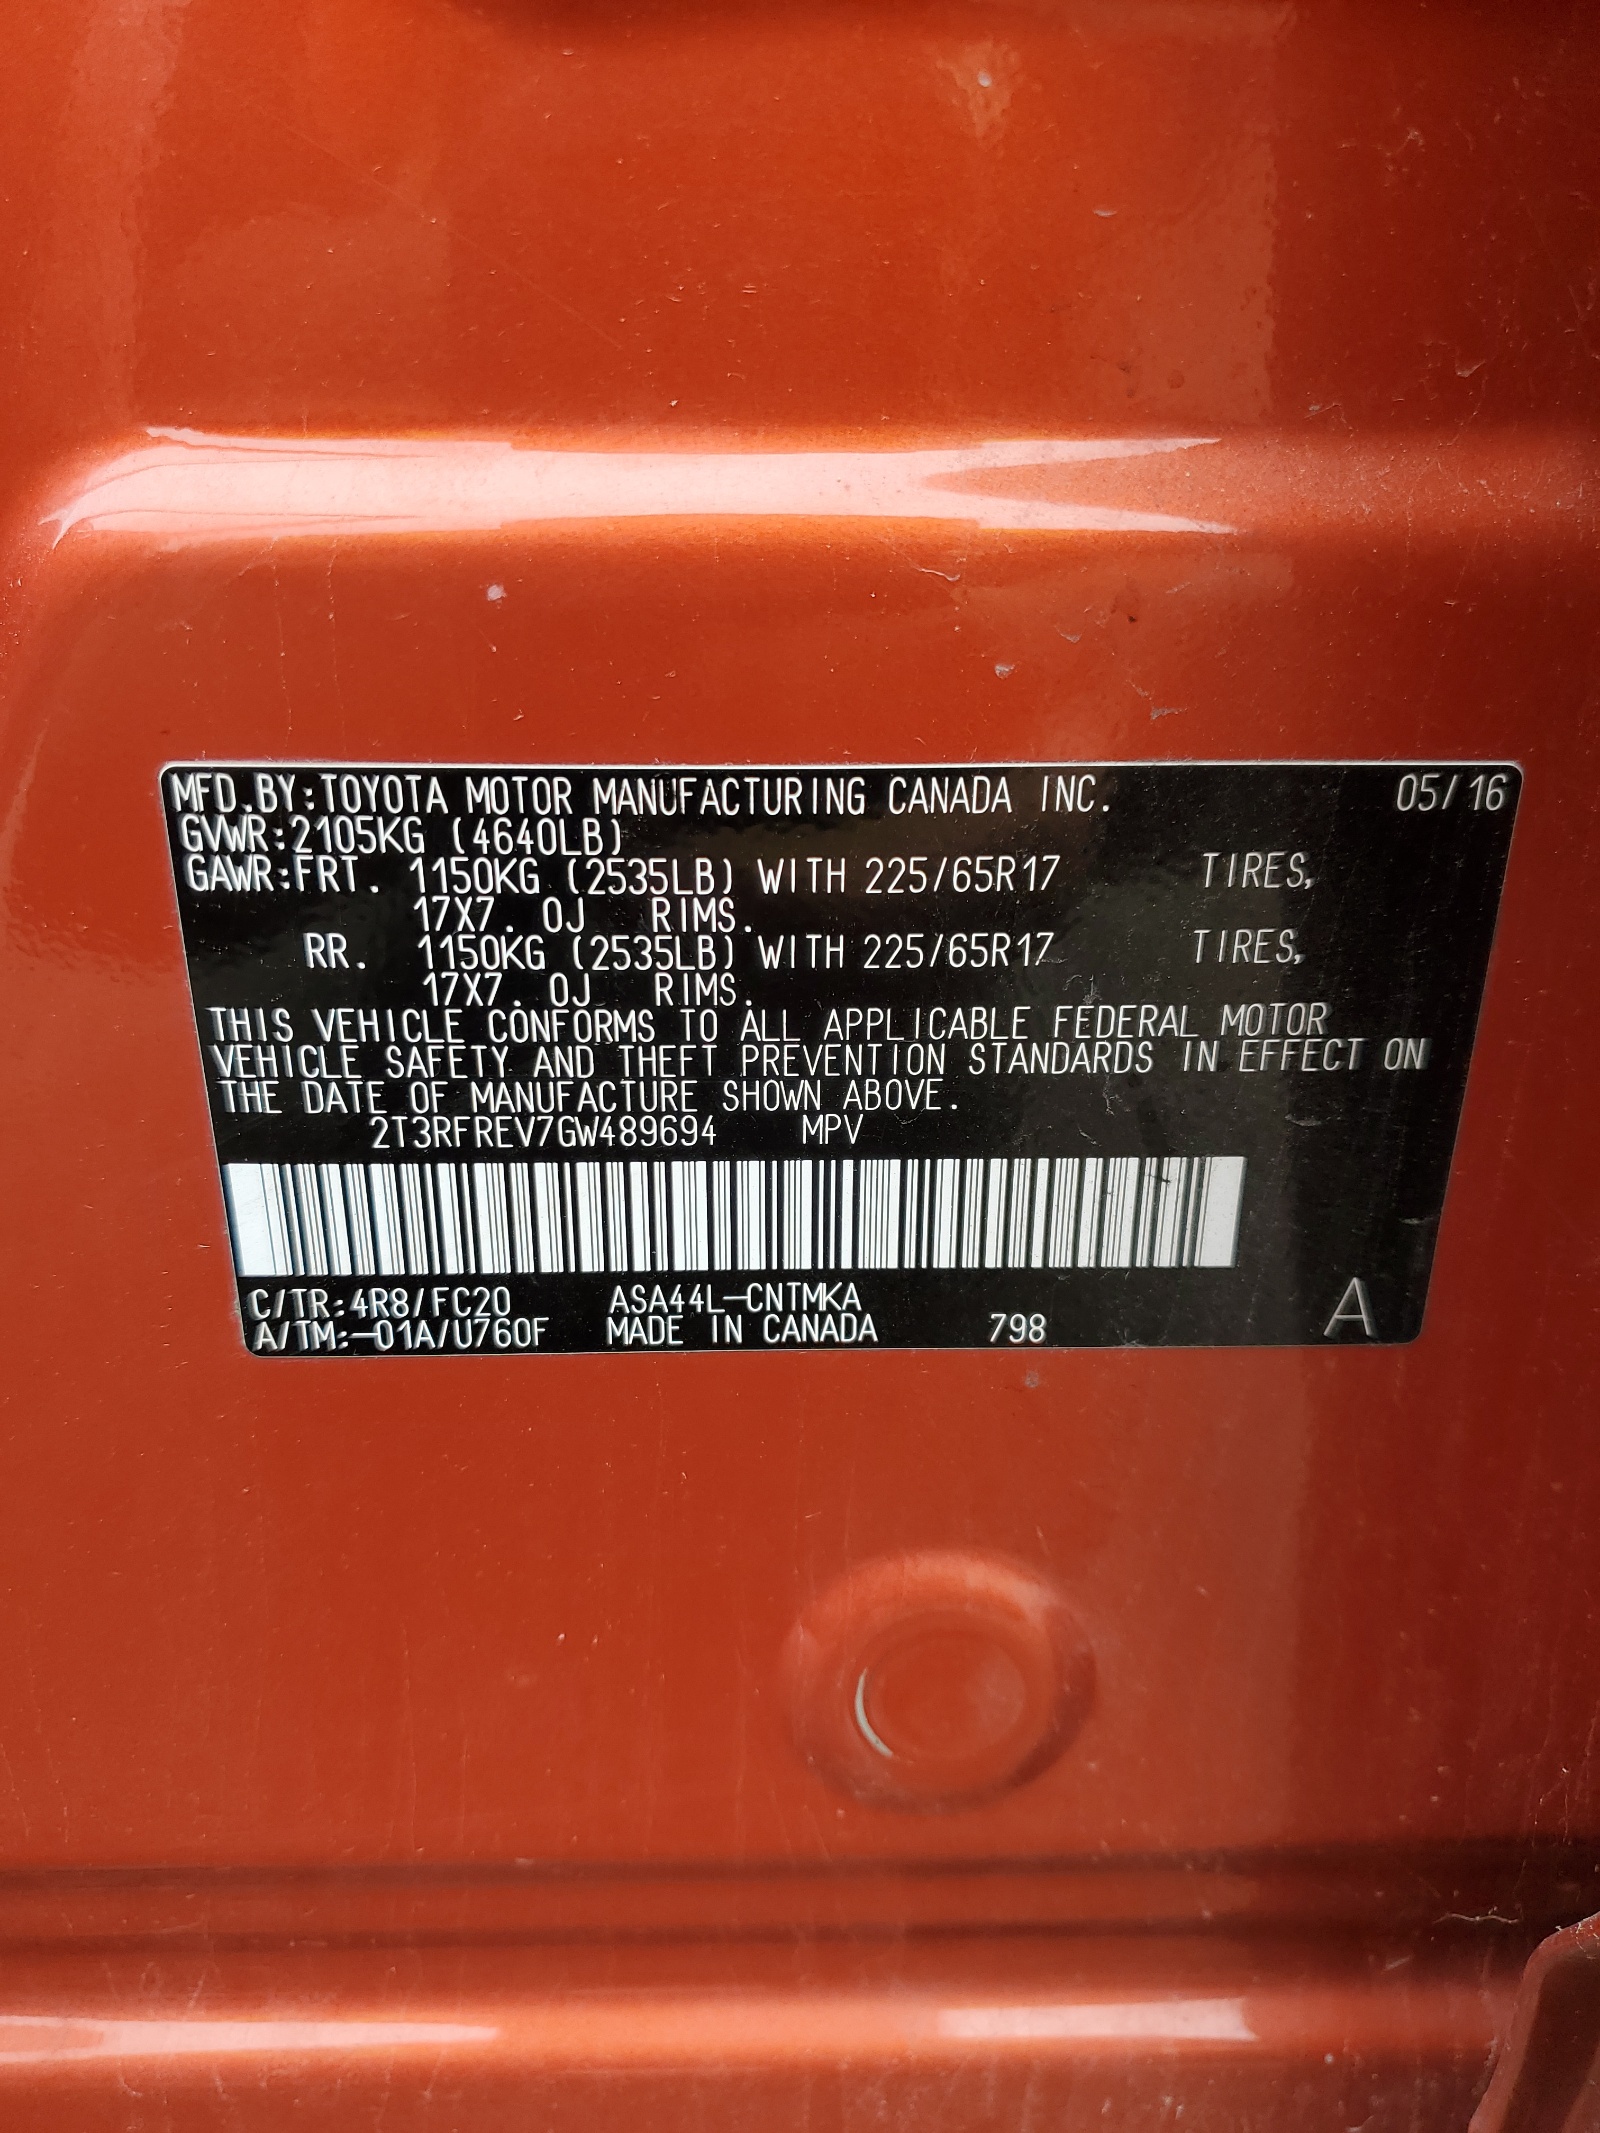 MFD.BY:TOYOTA MOTOR MANUFACTURING CANADA INC. 05/16
GVWR:2105KG (4640LB)
GAWR:FRT. 1150KG (2535LB) WITH 225/65R17 TIRES,
17X7. 0J RIMS.
RR. 1150KG (2535LB) WITH 225/65R17 TIRES,
17X7. 0J RIMS.
THIS VEHICLE CONFORMS TO ALL APPLICABLE FEDERAL MOTOR
VEHICLE SAFETY AND THEFT PREVENTION STANDARDS IN EFFECT ON
THE DATE OF MANUFACTURE SHOWN ABOVE.
2T3RFREV7GW489694 MPV
C/TR:4R8/FC20 ASA44L-CNTMKA
A/TM:-01A/U760F MADE IN CANADA 798 A